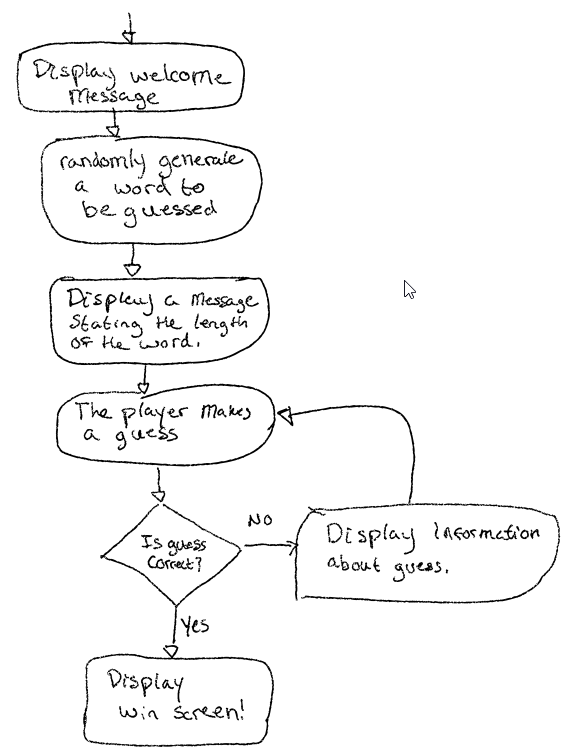 Display welcome
Message
randomly generate
a word to
be guessed
Display a Message
Stating the length
of the word.
The player Makes
a guess
Is guess
Correct?
NO
Display information
about guess.
Yes
Display
win screen!